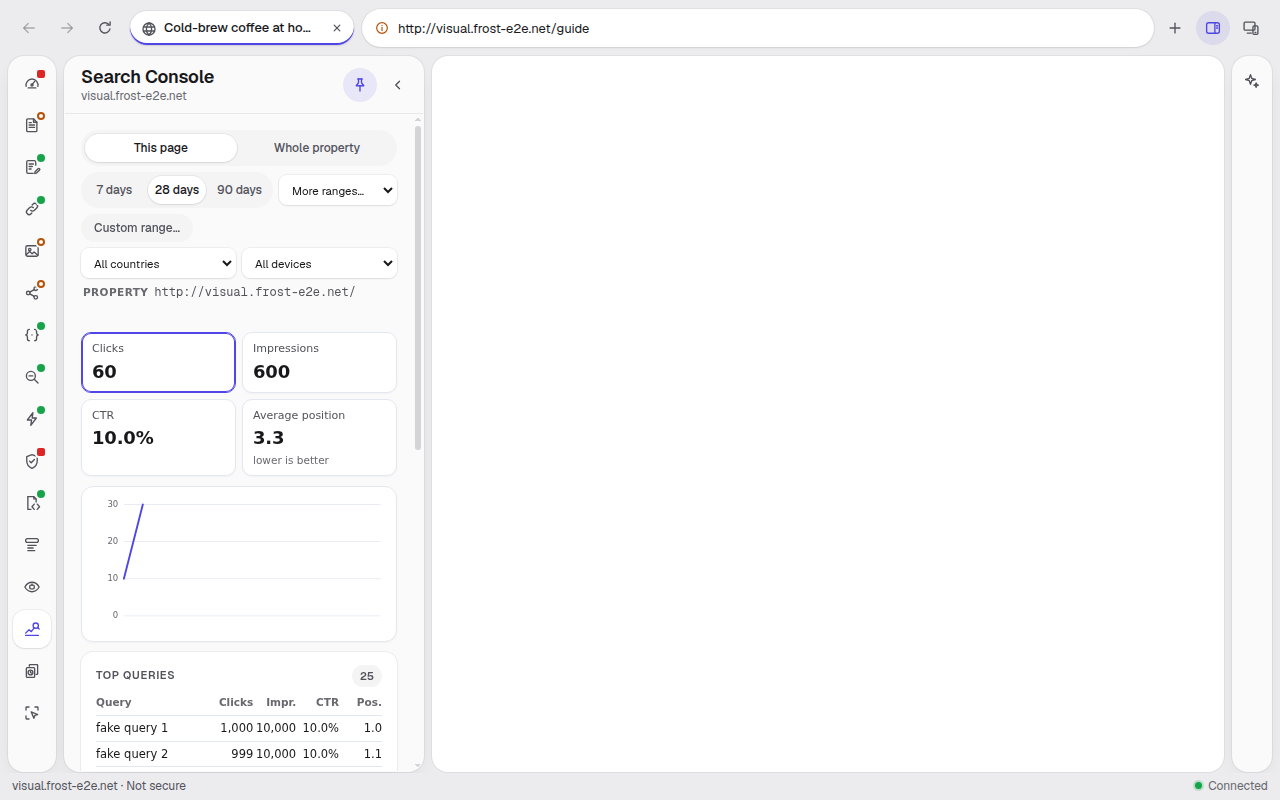 Cold-brew coffee at ho...
http://visual.frost-e2e.net/guide
Search Console
visual.frost-e2e.net
This page
Whole property
7 days
28 days
90 days
More ranges...
Custom range...
All countries
All devices
PROPERTY http://visual.frost-e2e.net/
Clicks
60
Impressions
600
CTR
10.0%
Average position
3.3
lower is better
30
20
10
0
TOP QUERIES
25
Query Clicks Impr. CTR Pos.
fake query 1 1,000 10,000 10.0% 1.0
fake query 2 999 10,000 10.0% 1.1
visual.frost-e2e.net · Not secure
Connected